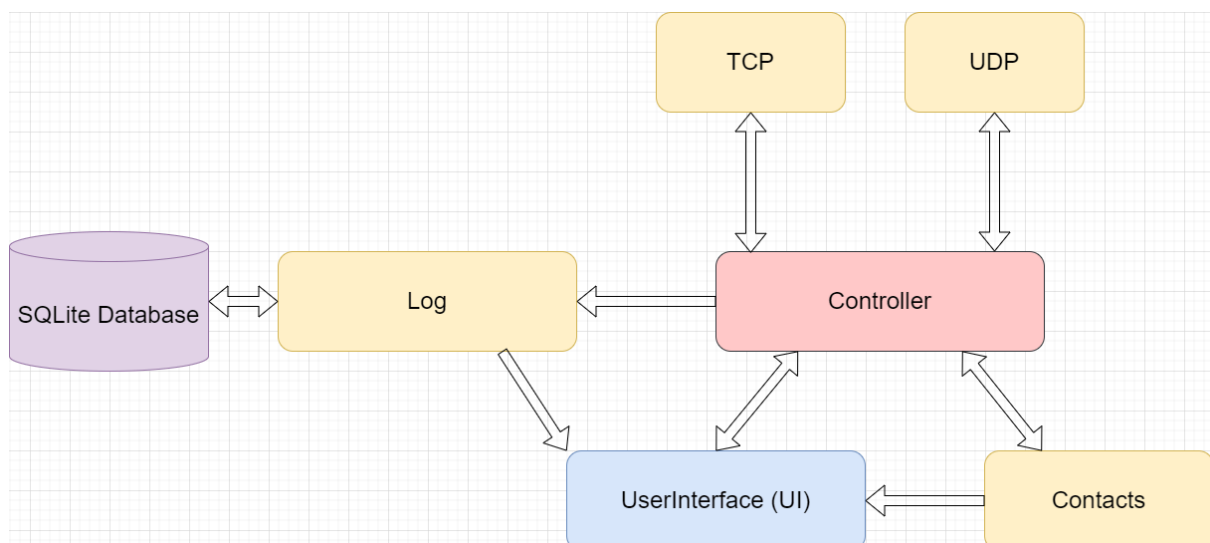 TCP
UDP
SQLite Database
Log
Controller
UserInterface (UI)
Contacts